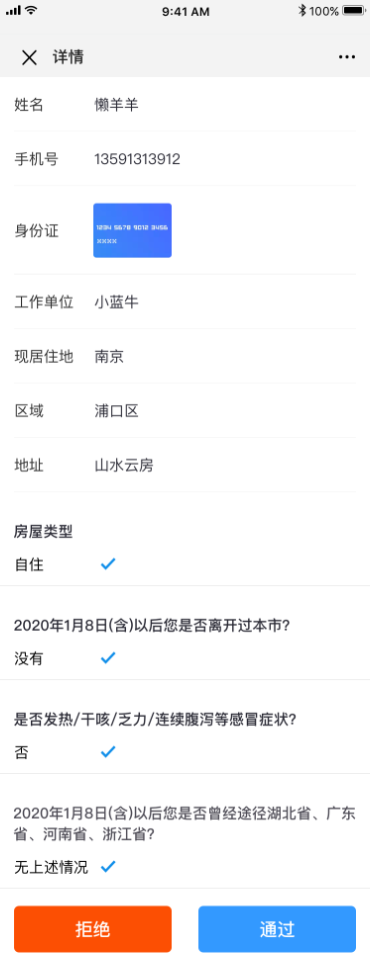 9:41 AM
100%
详情
姓名 懒羊羊
手机号 13591313912
身份证
1234 5678 9012 3456
XXXX
工作单位 小蓝牛
现居住地 南京
区域 浦口区
地址 山水云房
房屋类型
自住
2020年1月8日(含)以后您是否离开过本市?
没有
是否发热/干咳/乏力/连续腹泻等感冒症状?
否
2020年1月8日(含)以后您是否曾经途径湖北省、广东
省、河南省、浙江省?
无上述情况
拒绝 通过